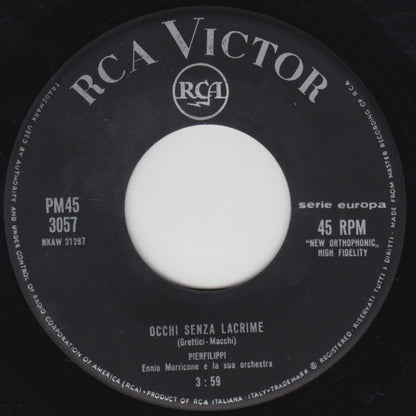 RCA VICTOR
RCA
PM45
3057
NKAW 21287
serie europa
45 RPM
"NEW ORTHOPHONIC"
HIGH FIDELITY
OCCHI SENZA LACRIME
(Grettici-Macchi)
PIERFILIPPI
Ennio Morricone e la sua orchestra
3:59
(TRADEMARK USED BY AUTHORITY AND UNDER CONTROL OF RADIO CORPORATION OF AMERICA (RCA) • PRODUCT OF RCA ITALIANA, (ITALY-TRADEMARK ® REGISTERED. RISERVATI TUTTI I DIRITTI). MADE FROM MASTER RECORDING OF RCA